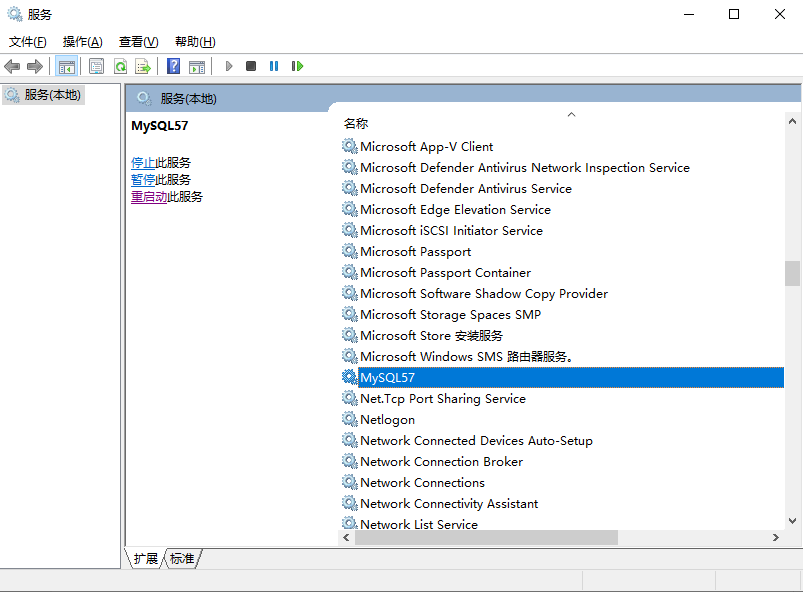 服务
文件(F) 操作(A) 查看(V) 帮助(H)
服务(本地)
服务(本地)
MySQL57
停止此服务
暂停此服务
重启动此服务
名称
Microsoft App-V Client
Microsoft Defender Antivirus Network Inspection Service
Microsoft Defender Antivirus Service
Microsoft Edge Elevation Service
Microsoft iSCSI Initiator Service
Microsoft Passport
Microsoft Passport Container
Microsoft Software Shadow Copy Provider
Microsoft Storage Spaces SMP
Microsoft Store 安装服务
Microsoft Windows SMS 路由器服务。
MySQL57
Net.Tcp Port Sharing Service
Netlogon
Network Connected Devices Auto-Setup
Network Connection Broker
Network Connections
Network Connectivity Assistant
Network List Service
扩展 标准